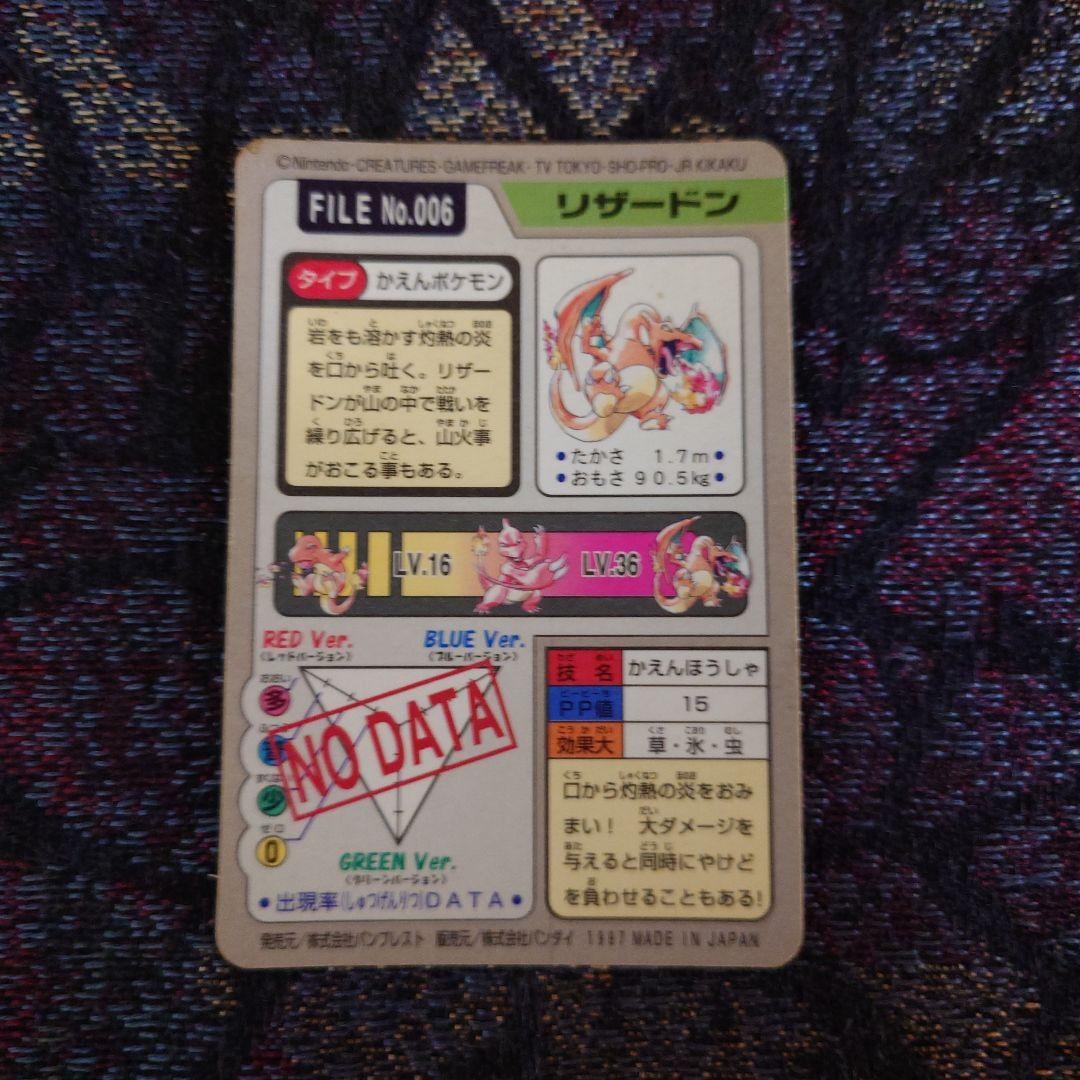 ©Nintendo・CREATURES・GAMEFREAK・TV TOKYO・SHO-PRO・JR KIKAKU
FILE No.006
リザードン
タイプ かえんポケモン
岩をも溶かす灼熱の炎
を口から吐く。リザー
ドンが山の中で戦いを
繰り広げると、山火事
がおこる事もある。
●たかさ 1.7m●
●おもさ 90.5kg●
LV.16
LV.36
RED Ver.
(レッドバージョン)
BLUE Ver.
(ブルーバージョン)
おおい
多
少
ゼロ
0
NO DATA
GREEN Ver.
(グリーンバージョン)
●出現率(しゅつげんりつ)DATA●
技名 かえんほうしゃ
PP値 15
効果大 草・氷・虫
口から灼熱の炎をおみ
まい! 大ダメージを
与えると同時にやけど
を負わせることもある!
発売元/株式会社バンプレスト 販売元/株式会社バンダイ 1997 MADE IN JAPAN